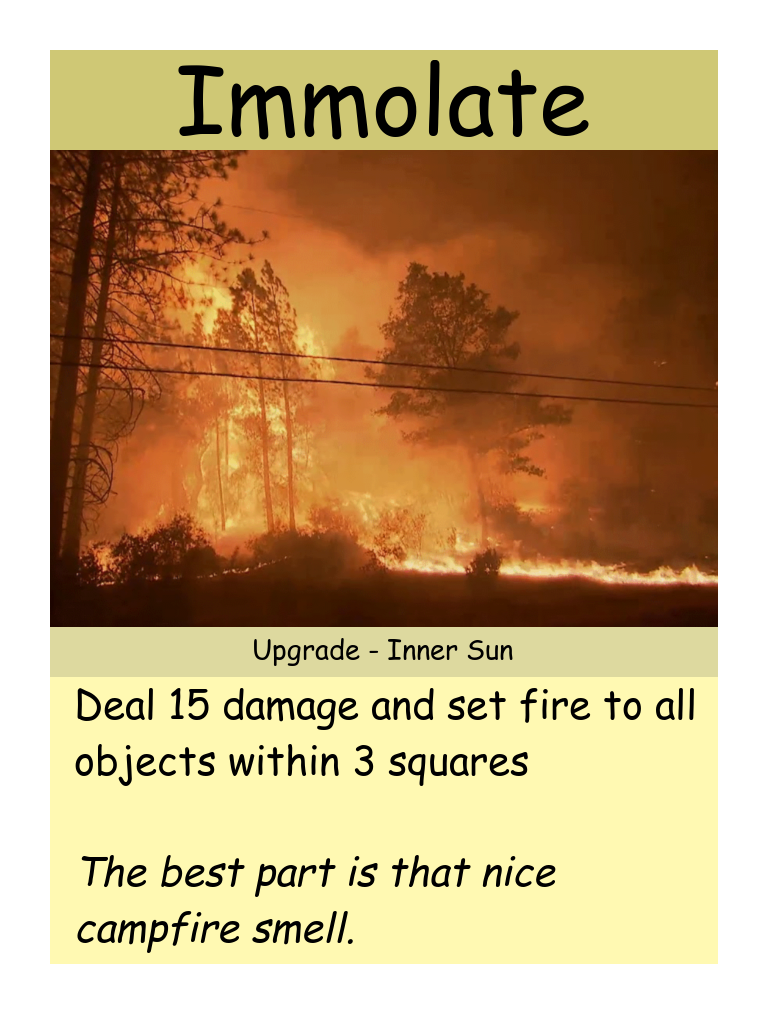 Immolate
Upgrade - Inner Sun
Deal 15 damage and set fire to all
objects within 3 squares
The best part is that nice
campfire smell.